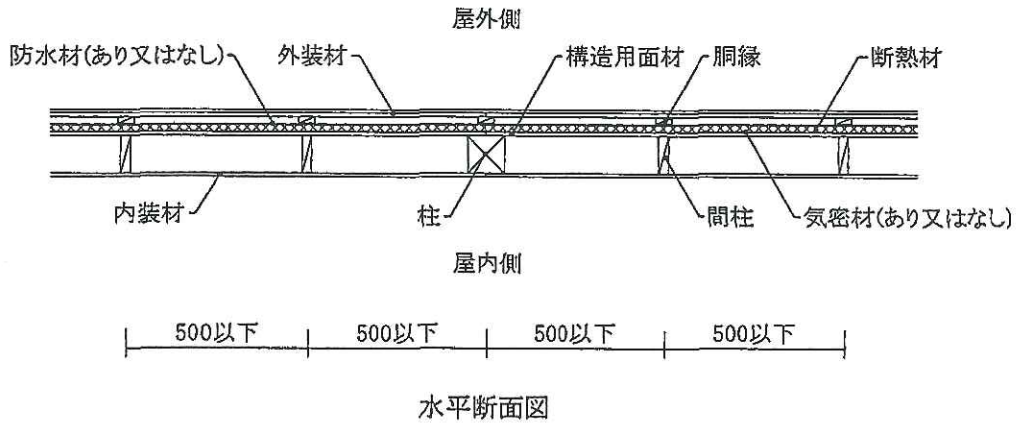 屋外側
防水材(あり又はなし)
外装材
構造用面材
胴縁
断熱材
内装材
柱
間柱
気密材(あり又はなし)
屋内側
500以下
500以下
500以下
500以下
水平断面図